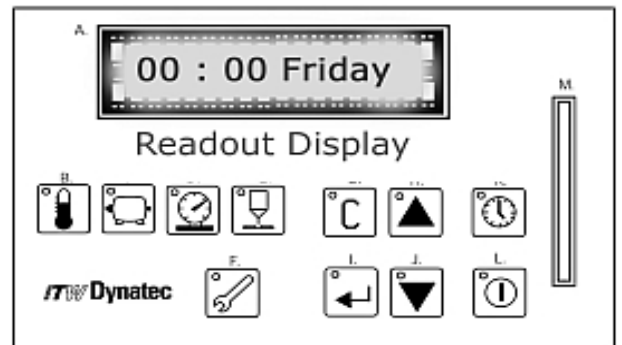 A.
00 : 00 Friday
M.
Readout Display
B.
C
F.
I.
J.
L.
ITW Dynatec